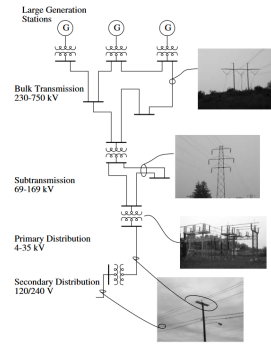 Large Generation
Stations
G
G
G
Bulk Transmission
230-750 kV
Subtransmission
69-169 kV
Primary Distribution
4-35 kV
Secondary Distribution
120/240 V